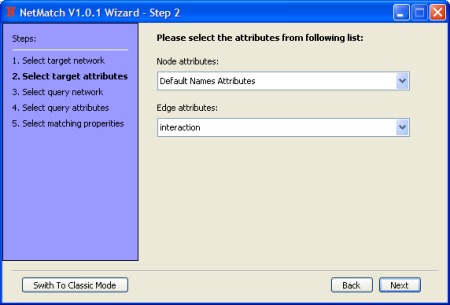 NetMatch V1.0.1 Wizard - Step 2
Steps:
1. Select target network
2. Select target attributes
3. Select query network
4. Select query attributes
5. Select matching properities
Please select the attributes from following list:
Node attributes:
Default Names Attributes
Edge attributes:
interaction
Swith To Classic Mode
Back
Next